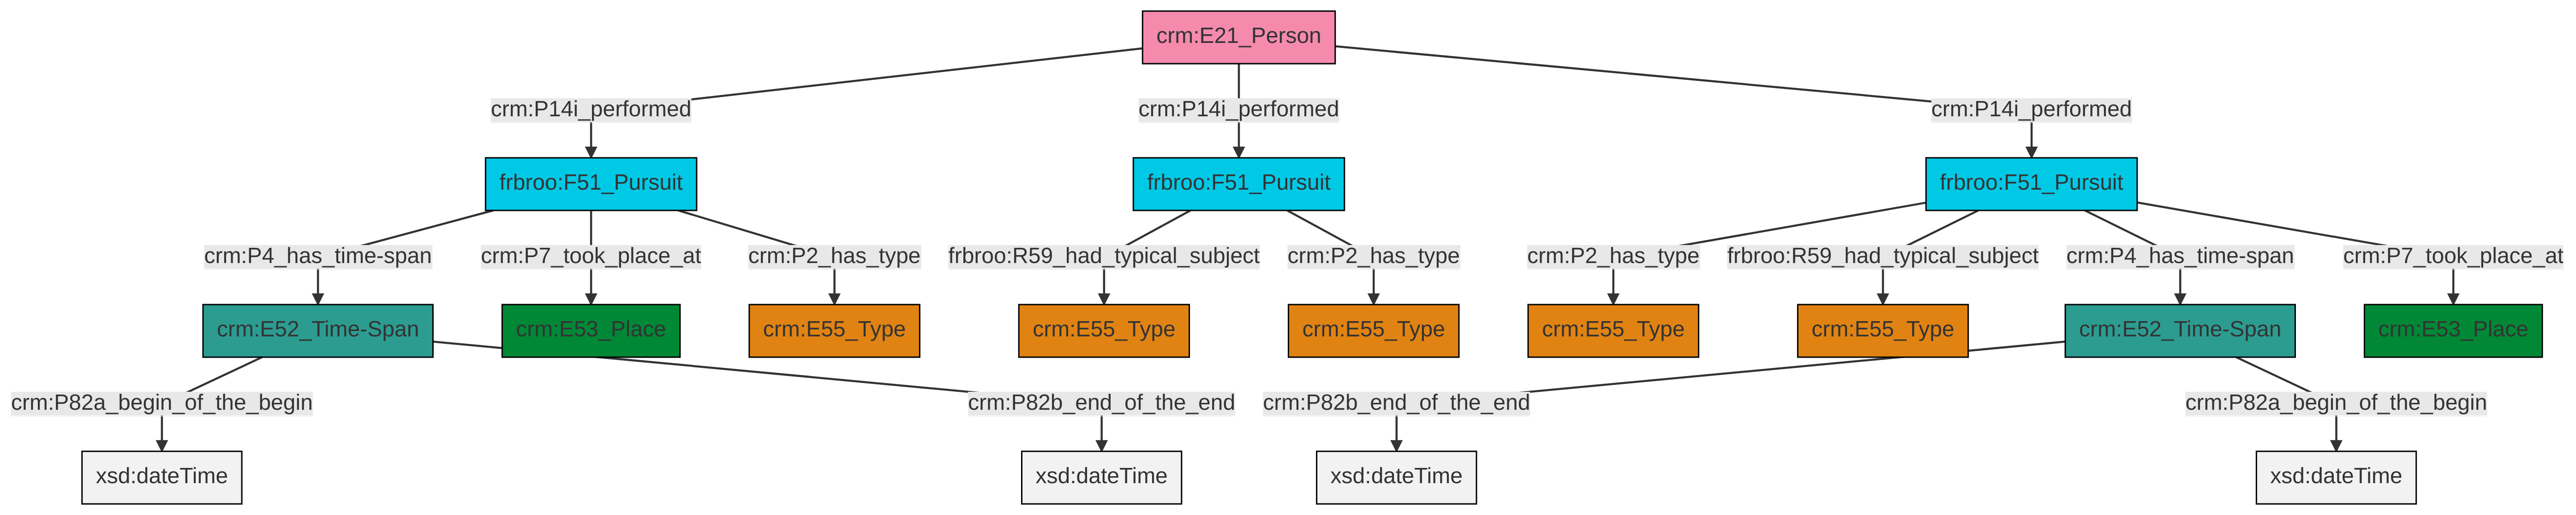 crm:E21_Person
crm:P14i_performed
crm:P14i_performed
crm:P14i_performed
frbroo:F51_Pursuit
frbroo:F51_Pursuit
frbroo:F51_Pursuit
crm:P4_has_time-span
crm:P7_took_place_at
crm:P2_has_type
frbroo:R59_had_typical_subject
crm:P2_has_type
crm:P2_has_type
frbroo:R59_had_typical_subject
crm:P4_has_time-span
crm:P7_took_place_at
crm:E52_Time-Span
crm:E53_Place
crm:E55_Type
crm:E55_Type
crm:E55_Type
crm:E55_Type
crm:E55_Type
crm:E52_Time-Span
crm:E53_Place
crm:P82a_begin_of_the_begin
crm:P82b_end_of_the_end
crm:P82b_end_of_the_end
crm:P82a_begin_of_the_begin
xsd:dateTime
xsd:dateTime
xsd:dateTime
xsd:dateTime